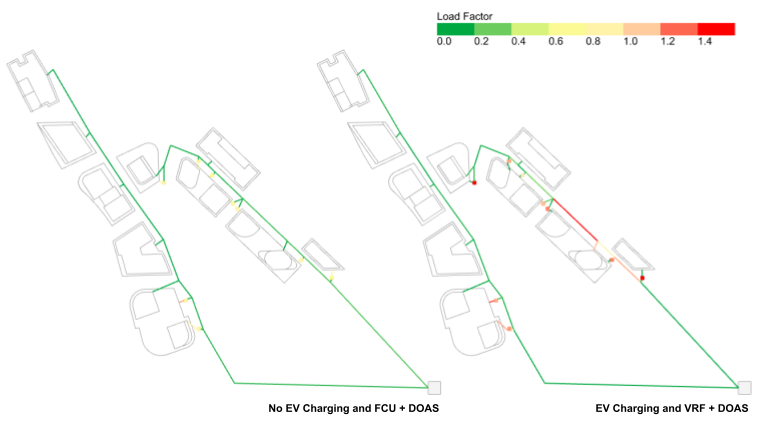 Load Factor
0.0 0.2 0.4 0.6 0.8 1.0 1.2 1.4
No EV Charging and FCU + DOAS
EV Charging and VRF + DOAS